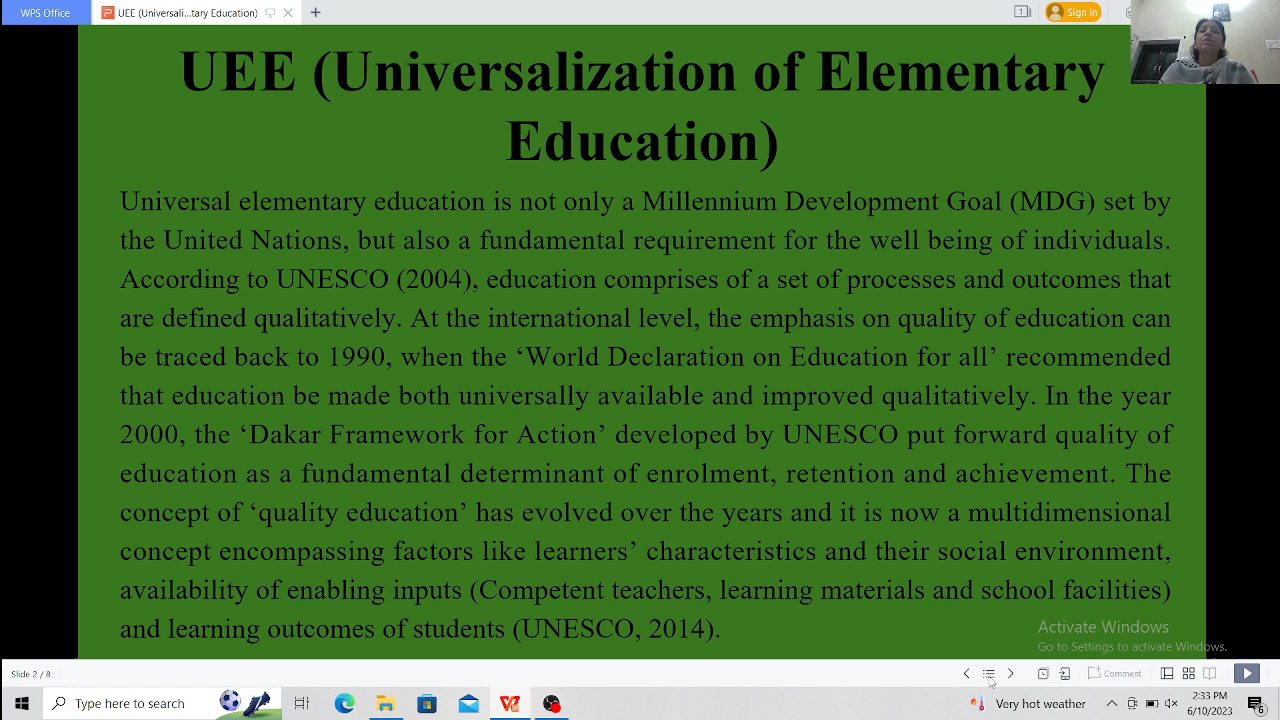 WPS Office
UEE (Universali...tary Education)
Sign in
UEE (Universalization of Elementary
Education)
Universal elementary education is not only a Millennium Development Goal (MDG) set by
the United Nations, but also a fundamental requirement for the well being of individuals.
According to UNESCO (2004), education comprises of a set of processes and outcomes that
are defined qualitatively. At the international level, the emphasis on quality of education can
be traced back to 1990, when the ‘World Declaration on Education for all’ recommended
that education be made both universally available and improved qualitatively. In the year
2000, the ‘Dakar Framework for Action’ developed by UNESCO put forward quality of
education as a fundamental determinant of enrolment, retention and achievement. The
concept of ‘quality education’ has evolved over the years and it is now a multidimensional
concept encompassing factors like learners’ characteristics and their social environment,
availability of enabling inputs (Competent teachers, learning materials and school facilities)
and learning outcomes of students (UNESCO, 2014).
Activate Windows
Go to Settings to activate Windows.
Slide 2 / 8
Comment
Type here to search
Very hot weather
2:33 PM
6/10/2023
6